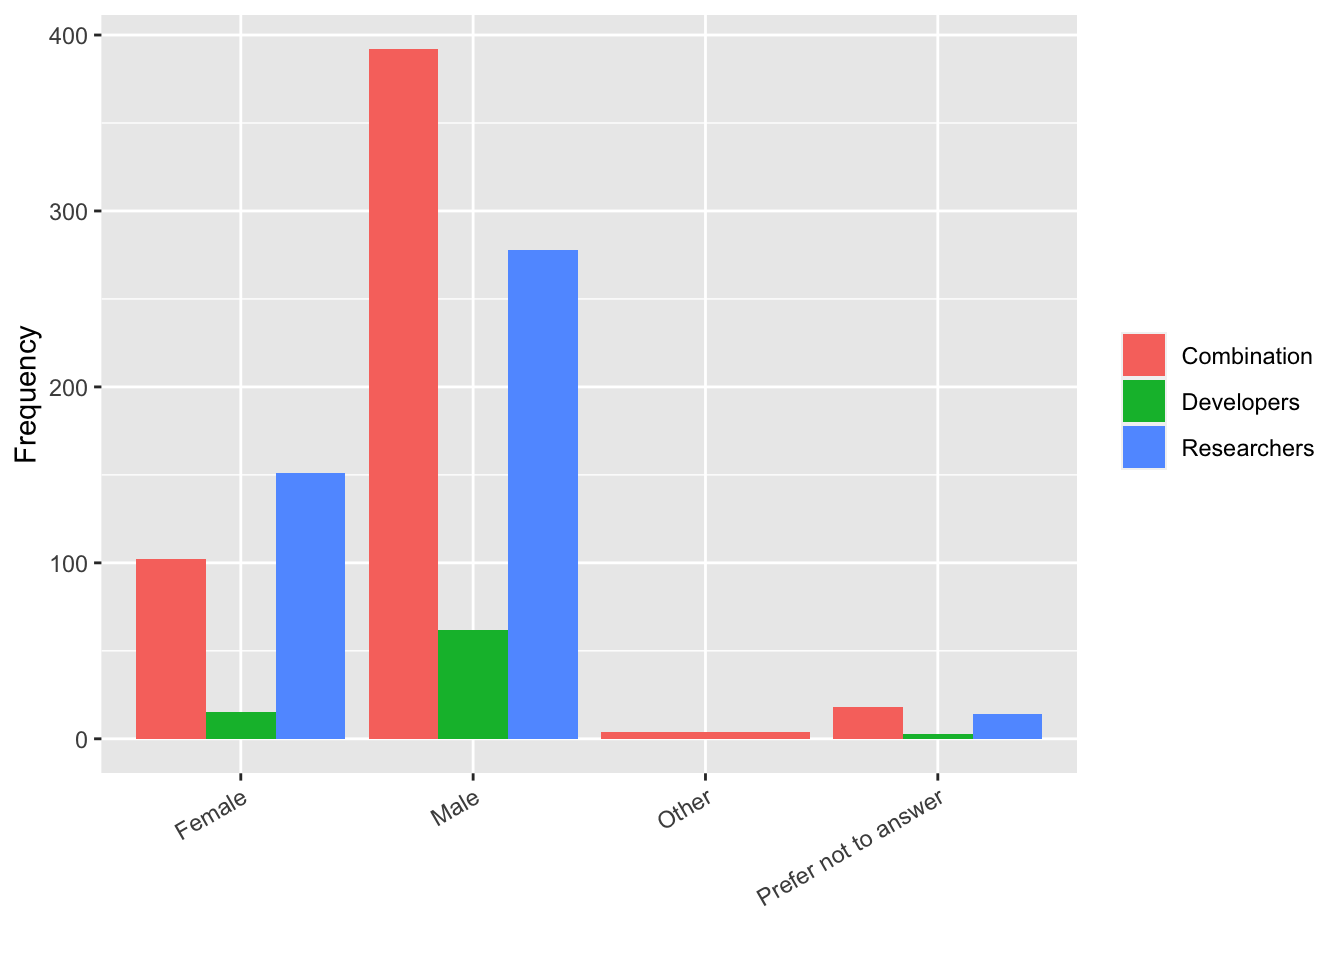 Frequency
400
300
200
100
0
Female
Male
Other
Prefer not to answer
Combination
Developers
Researchers